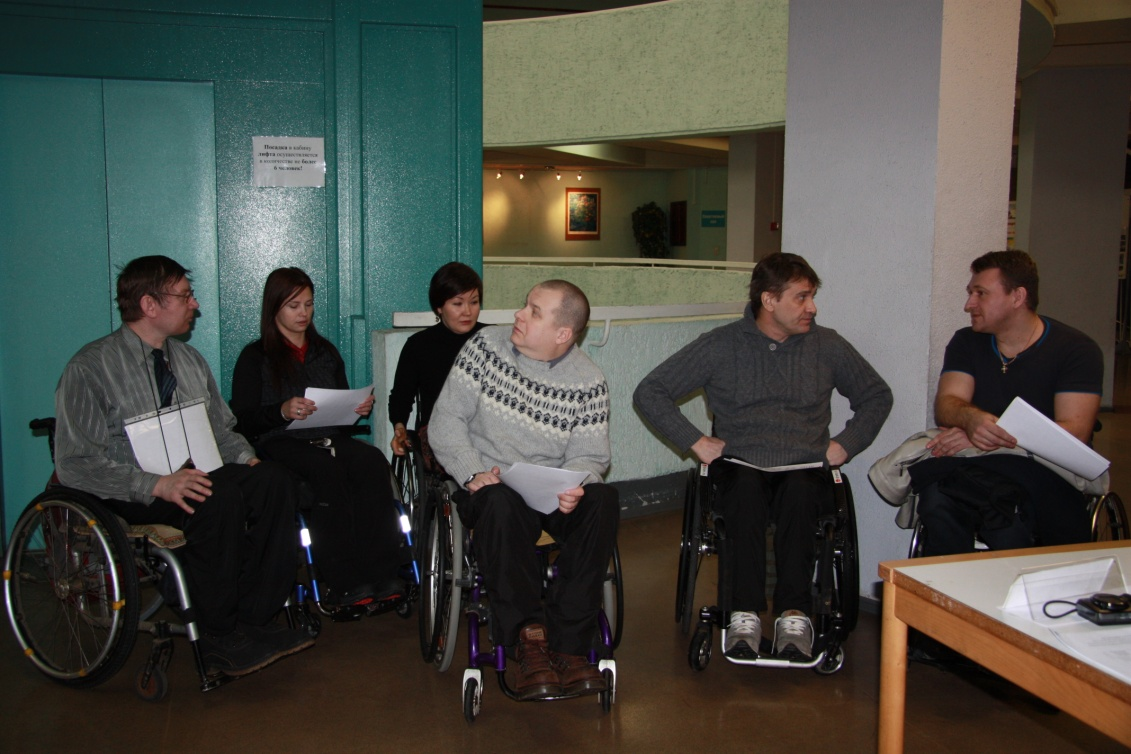 Посадка в кабину
лифта осуществляется
в количестве не более
6 человек!